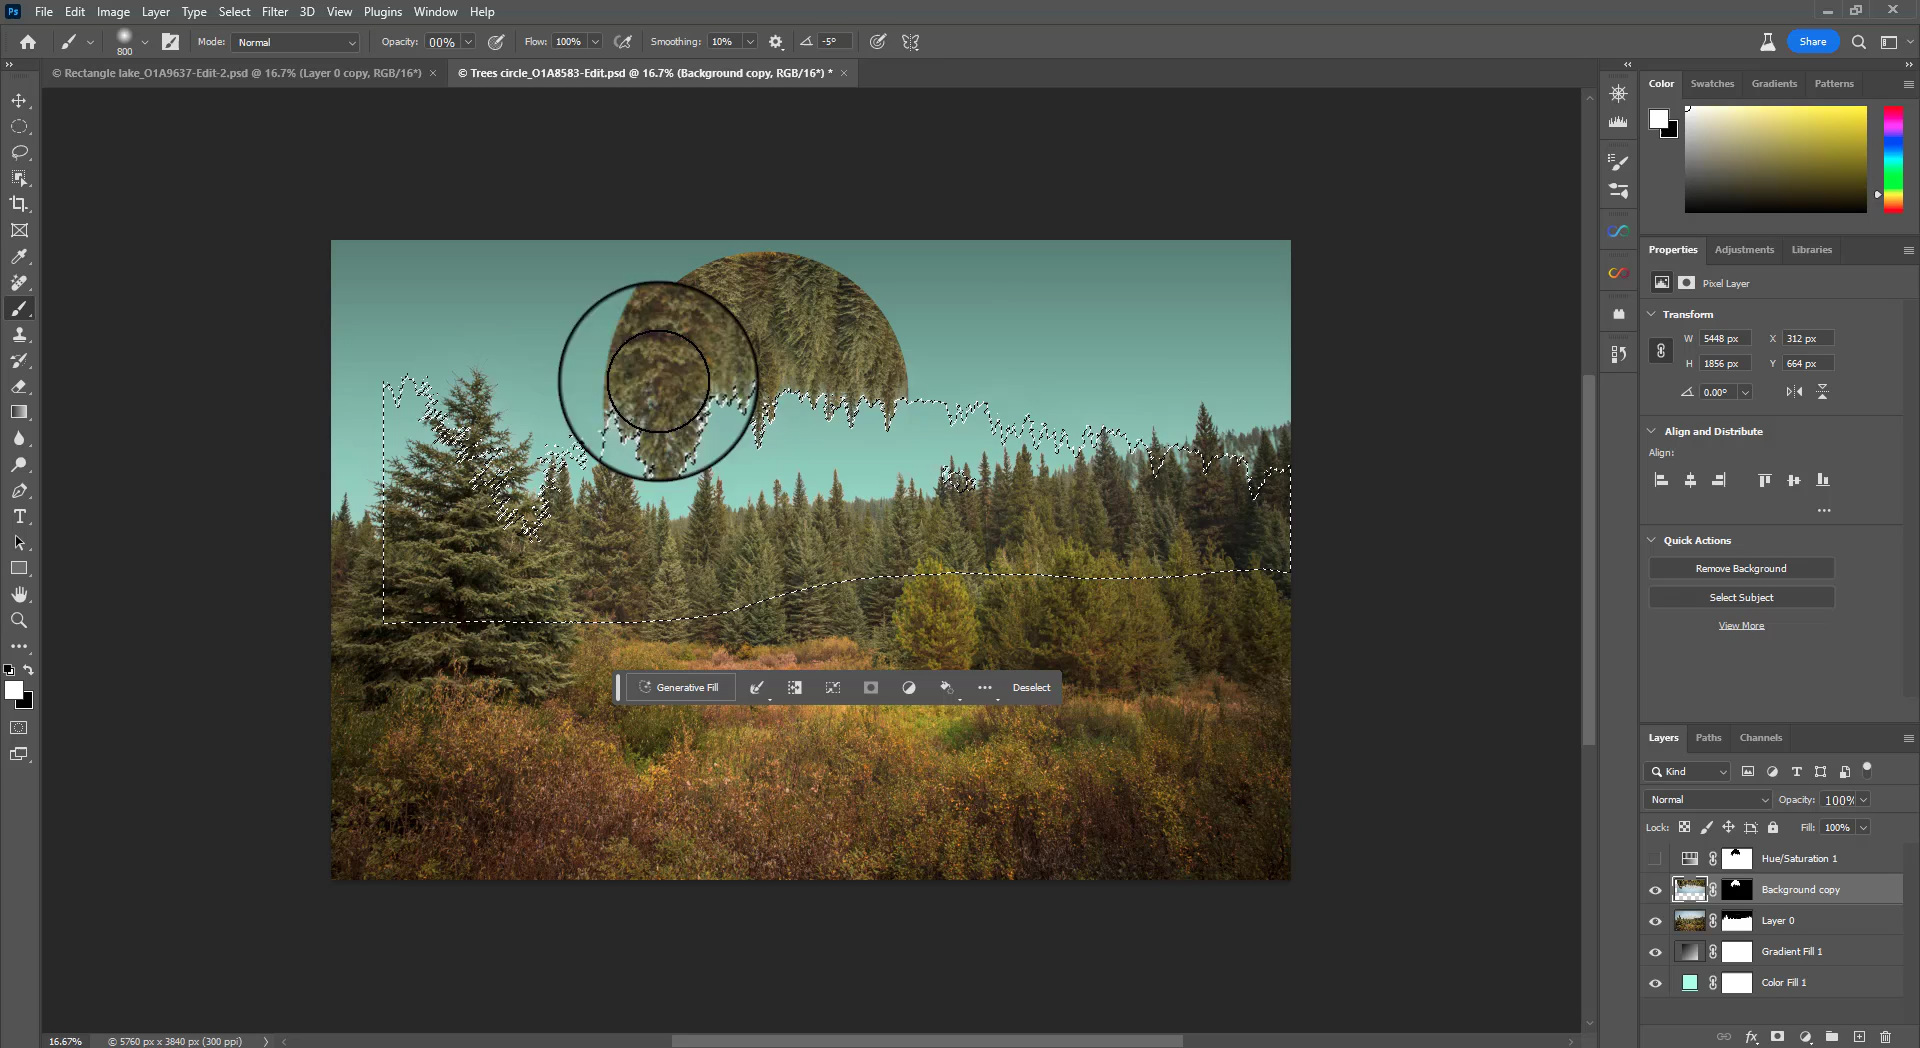 Ps File Edit Image Layer Type Select Filter 3D View Plugins Window Help
800 Mode: Normal Opacity: 00% Flow: 100% Smoothing: 10% -5° Share
© Rectangle lake_O1A9637-Edit-2.psd @ 16.7% (Layer 0 copy, RGB/16*) × © Trees circle_O1A8583-Edit.psd @ 16.7% (Background copy, RGB/16*) * ×
Color Swatches Gradients Patterns
Properties Adjustments Libraries
Pixel Layer
Transform
W 5448 px X 312 px
H 1856 px Y 664 px
0.00°
Align and Distribute
Align:
Quick Actions
Remove Background
Select Subject
View More
Generative Fill Deselect
Layers Paths Channels
Kind
Normal Opacity: 100%
Lock: Fill: 100%
Hue/Saturation 1
Background copy
Layer 0
Gradient Fill 1
Color Fill 1
16.67% © 5760 px x 3840 px (300 ppi)